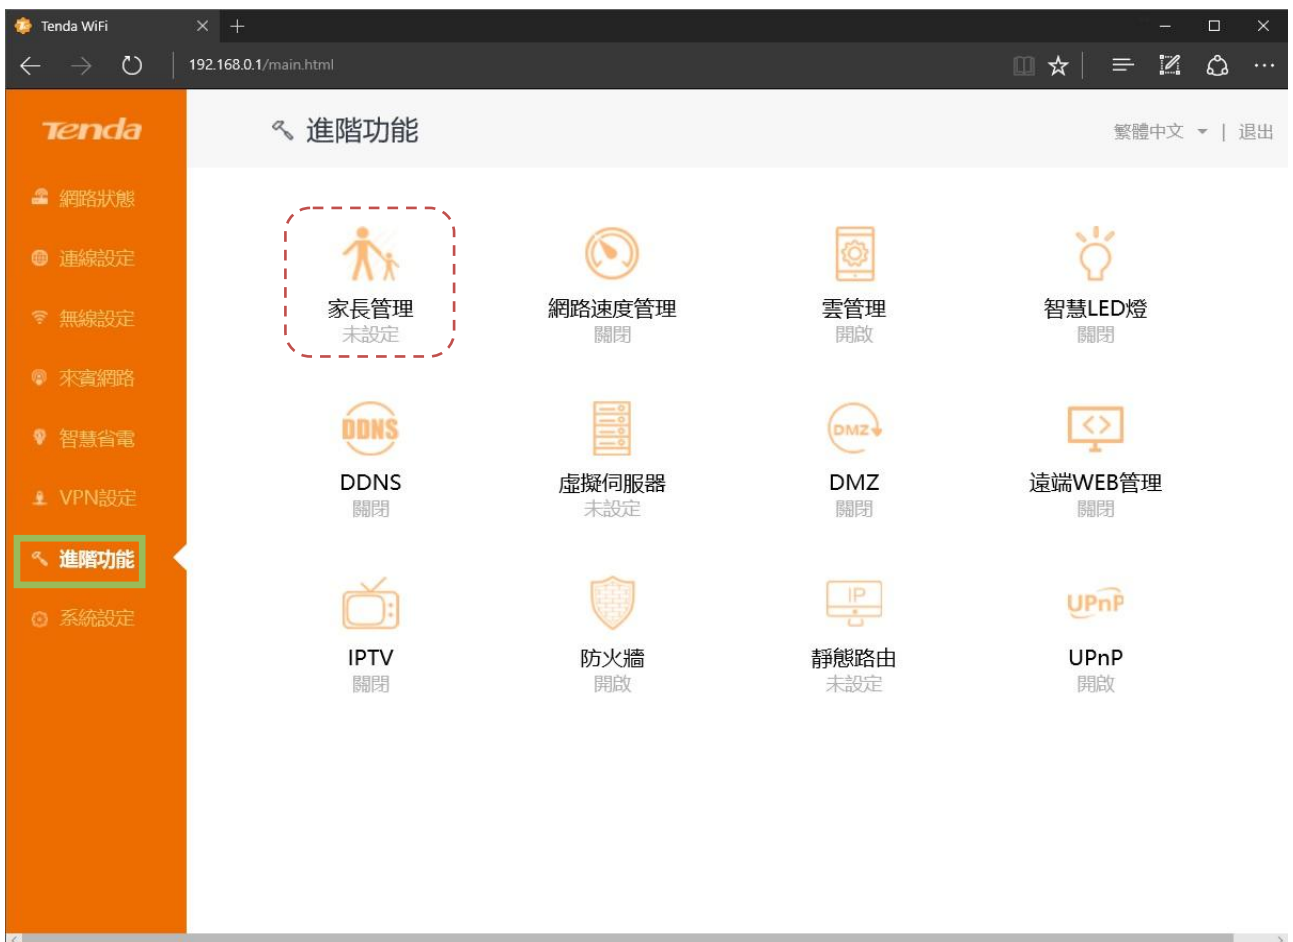 Tenda WiFi
192.168.0.1/main.html
Tenda
進階功能
繁體中文 | 退出
網路狀態
連線設定
無線設定
來賓網路
智慧省電
VPN設定
進階功能
系統設定
家長管理
未設定
網路速度管理
關閉
雲管理
開啟
智慧LED燈
關閉
DDNS
DDNS
關閉
虛擬伺服器
未設定
DMZ
DMZ
關閉
遠端WEB管理
關閉
IPTV
關閉
防火牆
開啟
IP
靜態路由
未設定
UPnP
UPnP
開啟